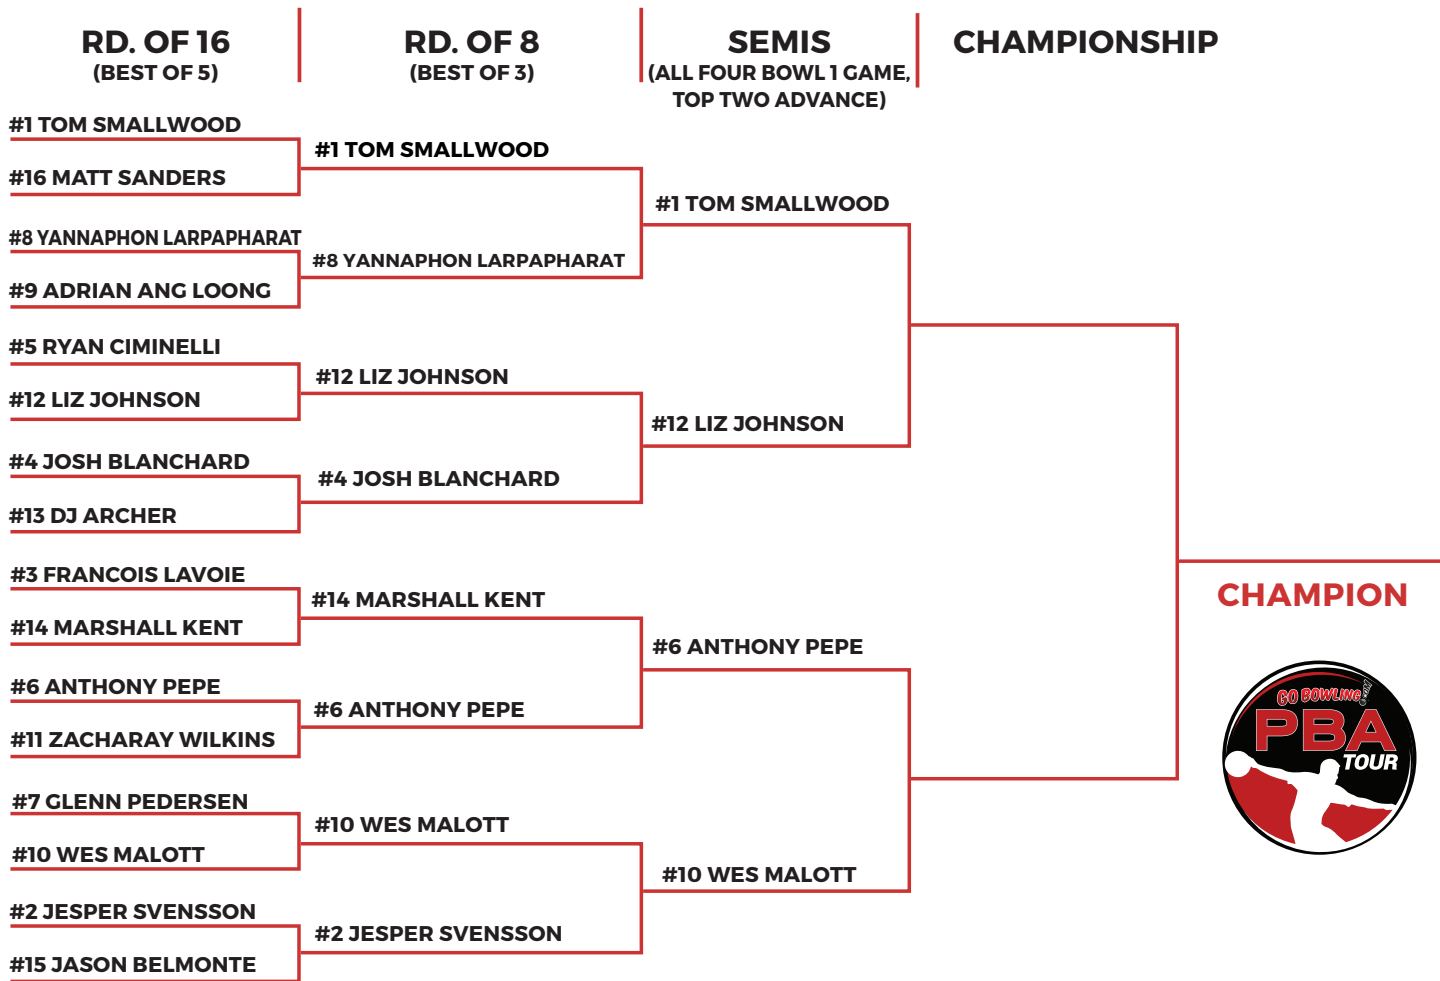 RD. OF 16
(BEST OF 5)
RD. OF 8
(BEST OF 3)
SEMIS
(ALL FOUR BOWL 1 GAME,
TOP TWO ADVANCE)
CHAMPIONSHIP
#1 TOM SMALLWOOD
#16 MATT SANDERS
#8 YANNAPHON LARPAPHARAT
#9 ADRIAN ANG LOONG
#5 RYAN CIMINELLI
#12 LIZ JOHNSON
#4 JOSH BLANCHARD
#13 DJ ARCHER
#3 FRANCOIS LAVOIE
#14 MARSHALL KENT
#6 ANTHONY PEPE
#11 ZACHARAY WILKINS
#7 GLENN PEDERSEN
#10 WES MALOTT
#2 JESPER SVENSSON
#15 JASON BELMONTE
#1 TOM SMALLWOOD
#8 YANNAPHON LARPAPHARAT
#12 LIZ JOHNSON
#4 JOSH BLANCHARD
#14 MARSHALL KENT
#6 ANTHONY PEPE
#10 WES MALOTT
#2 JESPER SVENSSON
#1 TOM SMALLWOOD
#12 LIZ JOHNSON
#6 ANTHONY PEPE
#10 WES MALOTT
CHAMPION
GO BOWLING.COM
PBA
TOUR